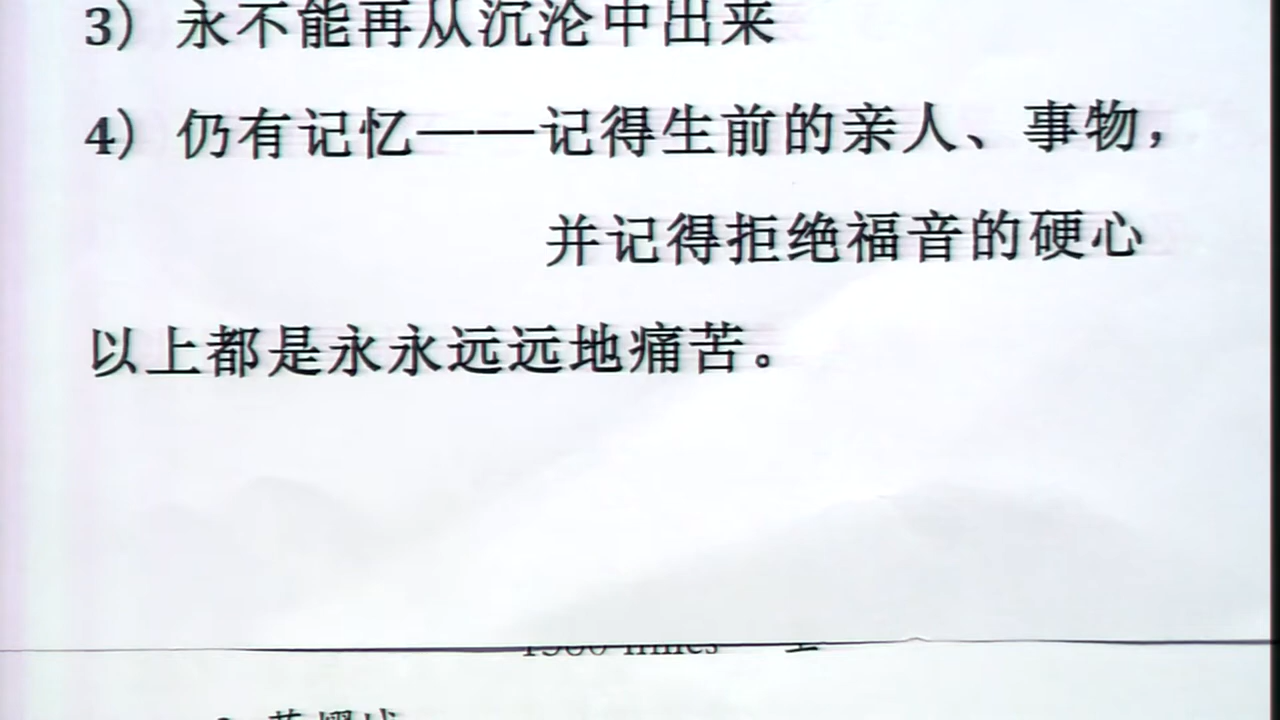 3）永不能再从沉沦中出来
4）仍有记忆——记得生前的亲人、事物，
并记得拒绝福音的硬心
以上都是永永远远地痛苦。